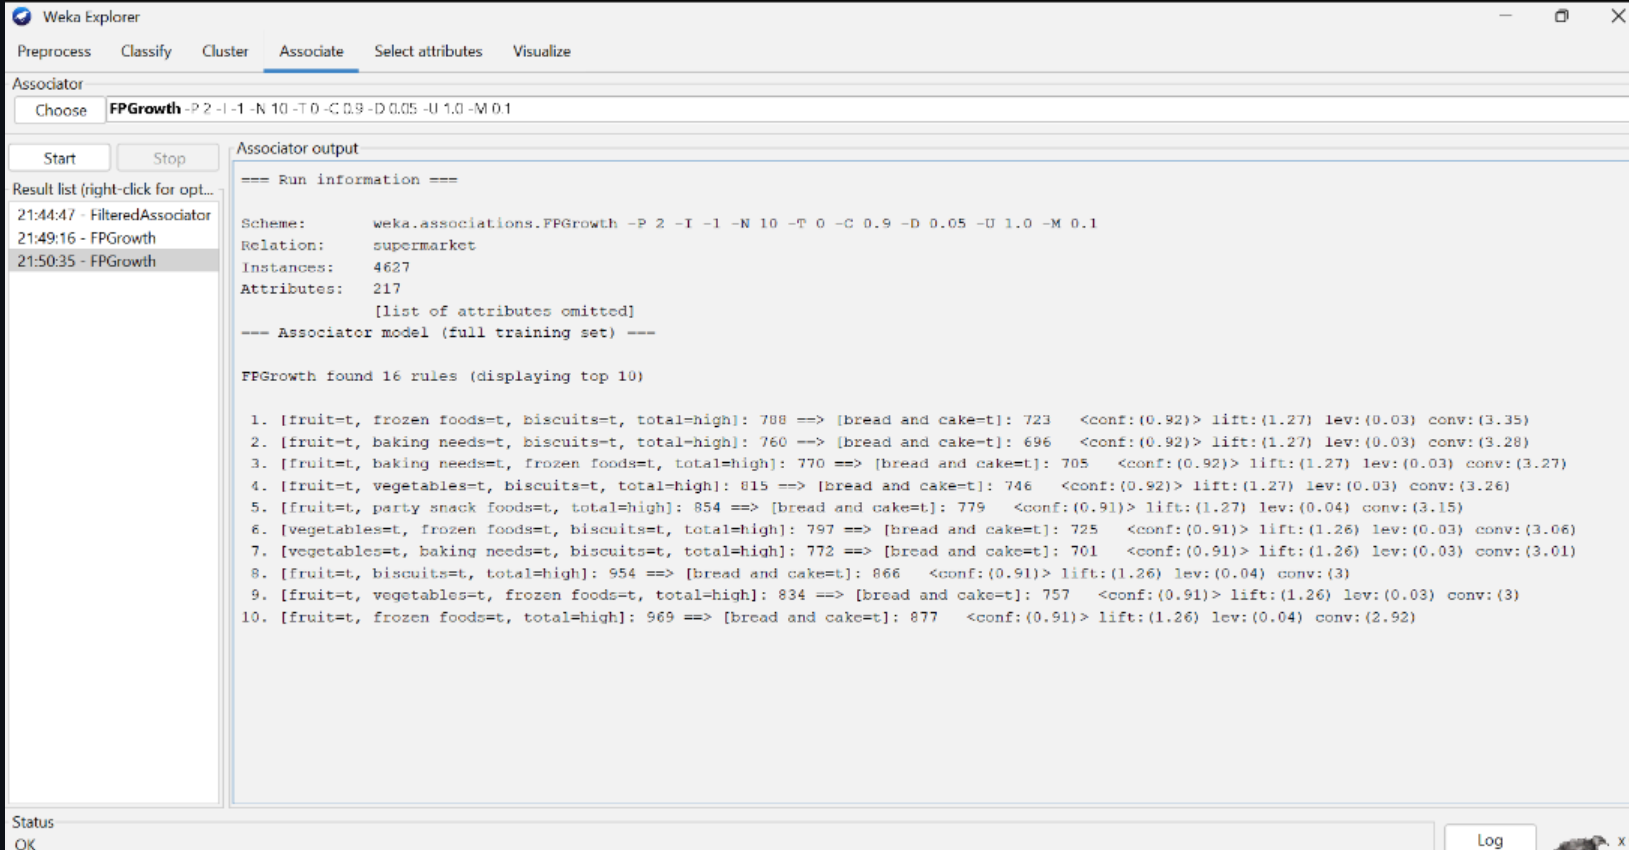 Weka Explorer
Preprocess Classify Cluster Associate Select attributes Visualize
Associator
Choose FPGrowth -P 2 -I -1 -N 10 -T 0 -C 0.9 -D 0.05 -U 1.0 -M 0.1
Start Stop
Result list (right-click for opt...
21:44:47 - FilteredAssociator
21:49:16 - FPGrowth
21:50:35 - FPGrowth
Associator output
=== Run information ===
Scheme: weka.associations.FPGrowth -P 2 -I -1 -N 10 -T 0 -C 0.9 -D 0.05 -U 1.0 -M 0.1
Relation: supermarket
Instances: 4627
Attributes: 217
[list of attributes omitted]
=== Associator model (full training set) ===
FPGrowth found 16 rules (displaying top 10)
1. [fruit=t, frozen foods=t, biscuits=t, total=high]: 788 ==> [bread and cake=t]: 723 <conf:(0.92)> lift:(1.27) lev:(0.03) conv:(3.35)
2. [fruit=t, baking needs=t, biscuits=t, total=high]: 760 ==> [bread and cake=t]: 696 <conf:(0.92)> lift:(1.27) lev:(0.03) conv:(3.28)
3. [fruit=t, baking needs=t, frozen foods=t, total=high]: 770 ==> [bread and cake=t]: 705 <conf:(0.92)> lift:(1.27) lev:(0.03) conv:(3.27)
4. [fruit=t, vegetables=t, biscuits=t, total=high]: 815 ==> [bread and cake=t]: 746 <conf:(0.92)> lift:(1.27) lev:(0.03) conv:(3.26)
5. [fruit=t, party snack foods=t, total=high]: 854 ==> [bread and cake=t]: 779 <conf:(0.91)> lift:(1.27) lev:(0.04) conv:(3.15)
6. [vegetables=t, frozen foods=t, biscuits=t, total=high]: 797 ==> [bread and cake=t]: 725 <conf:(0.91)> lift:(1.26) lev:(0.03) conv:(3.06)
7. [vegetables=t, baking needs=t, biscuits=t, total=high]: 772 ==> [bread and cake=t]: 701 <conf:(0.91)> lift:(1.26) lev:(0.03) conv:(3.01)
8. [fruit=t, biscuits=t, total=high]: 954 ==> [bread and cake=t]: 866 <conf:(0.91)> lift:(1.26) lev:(0.04) conv:(3)
9. [fruit=t, vegetables=t, frozen foods=t, total=high]: 834 ==> [bread and cake=t]: 757 <conf:(0.91)> lift:(1.26) lev:(0.03) conv:(3)
10. [fruit=t, frozen foods=t, total=high]: 969 ==> [bread and cake=t]: 877 <conf:(0.91)> lift:(1.26) lev:(0.04) conv:(2.92)
Status
OK
Log
x